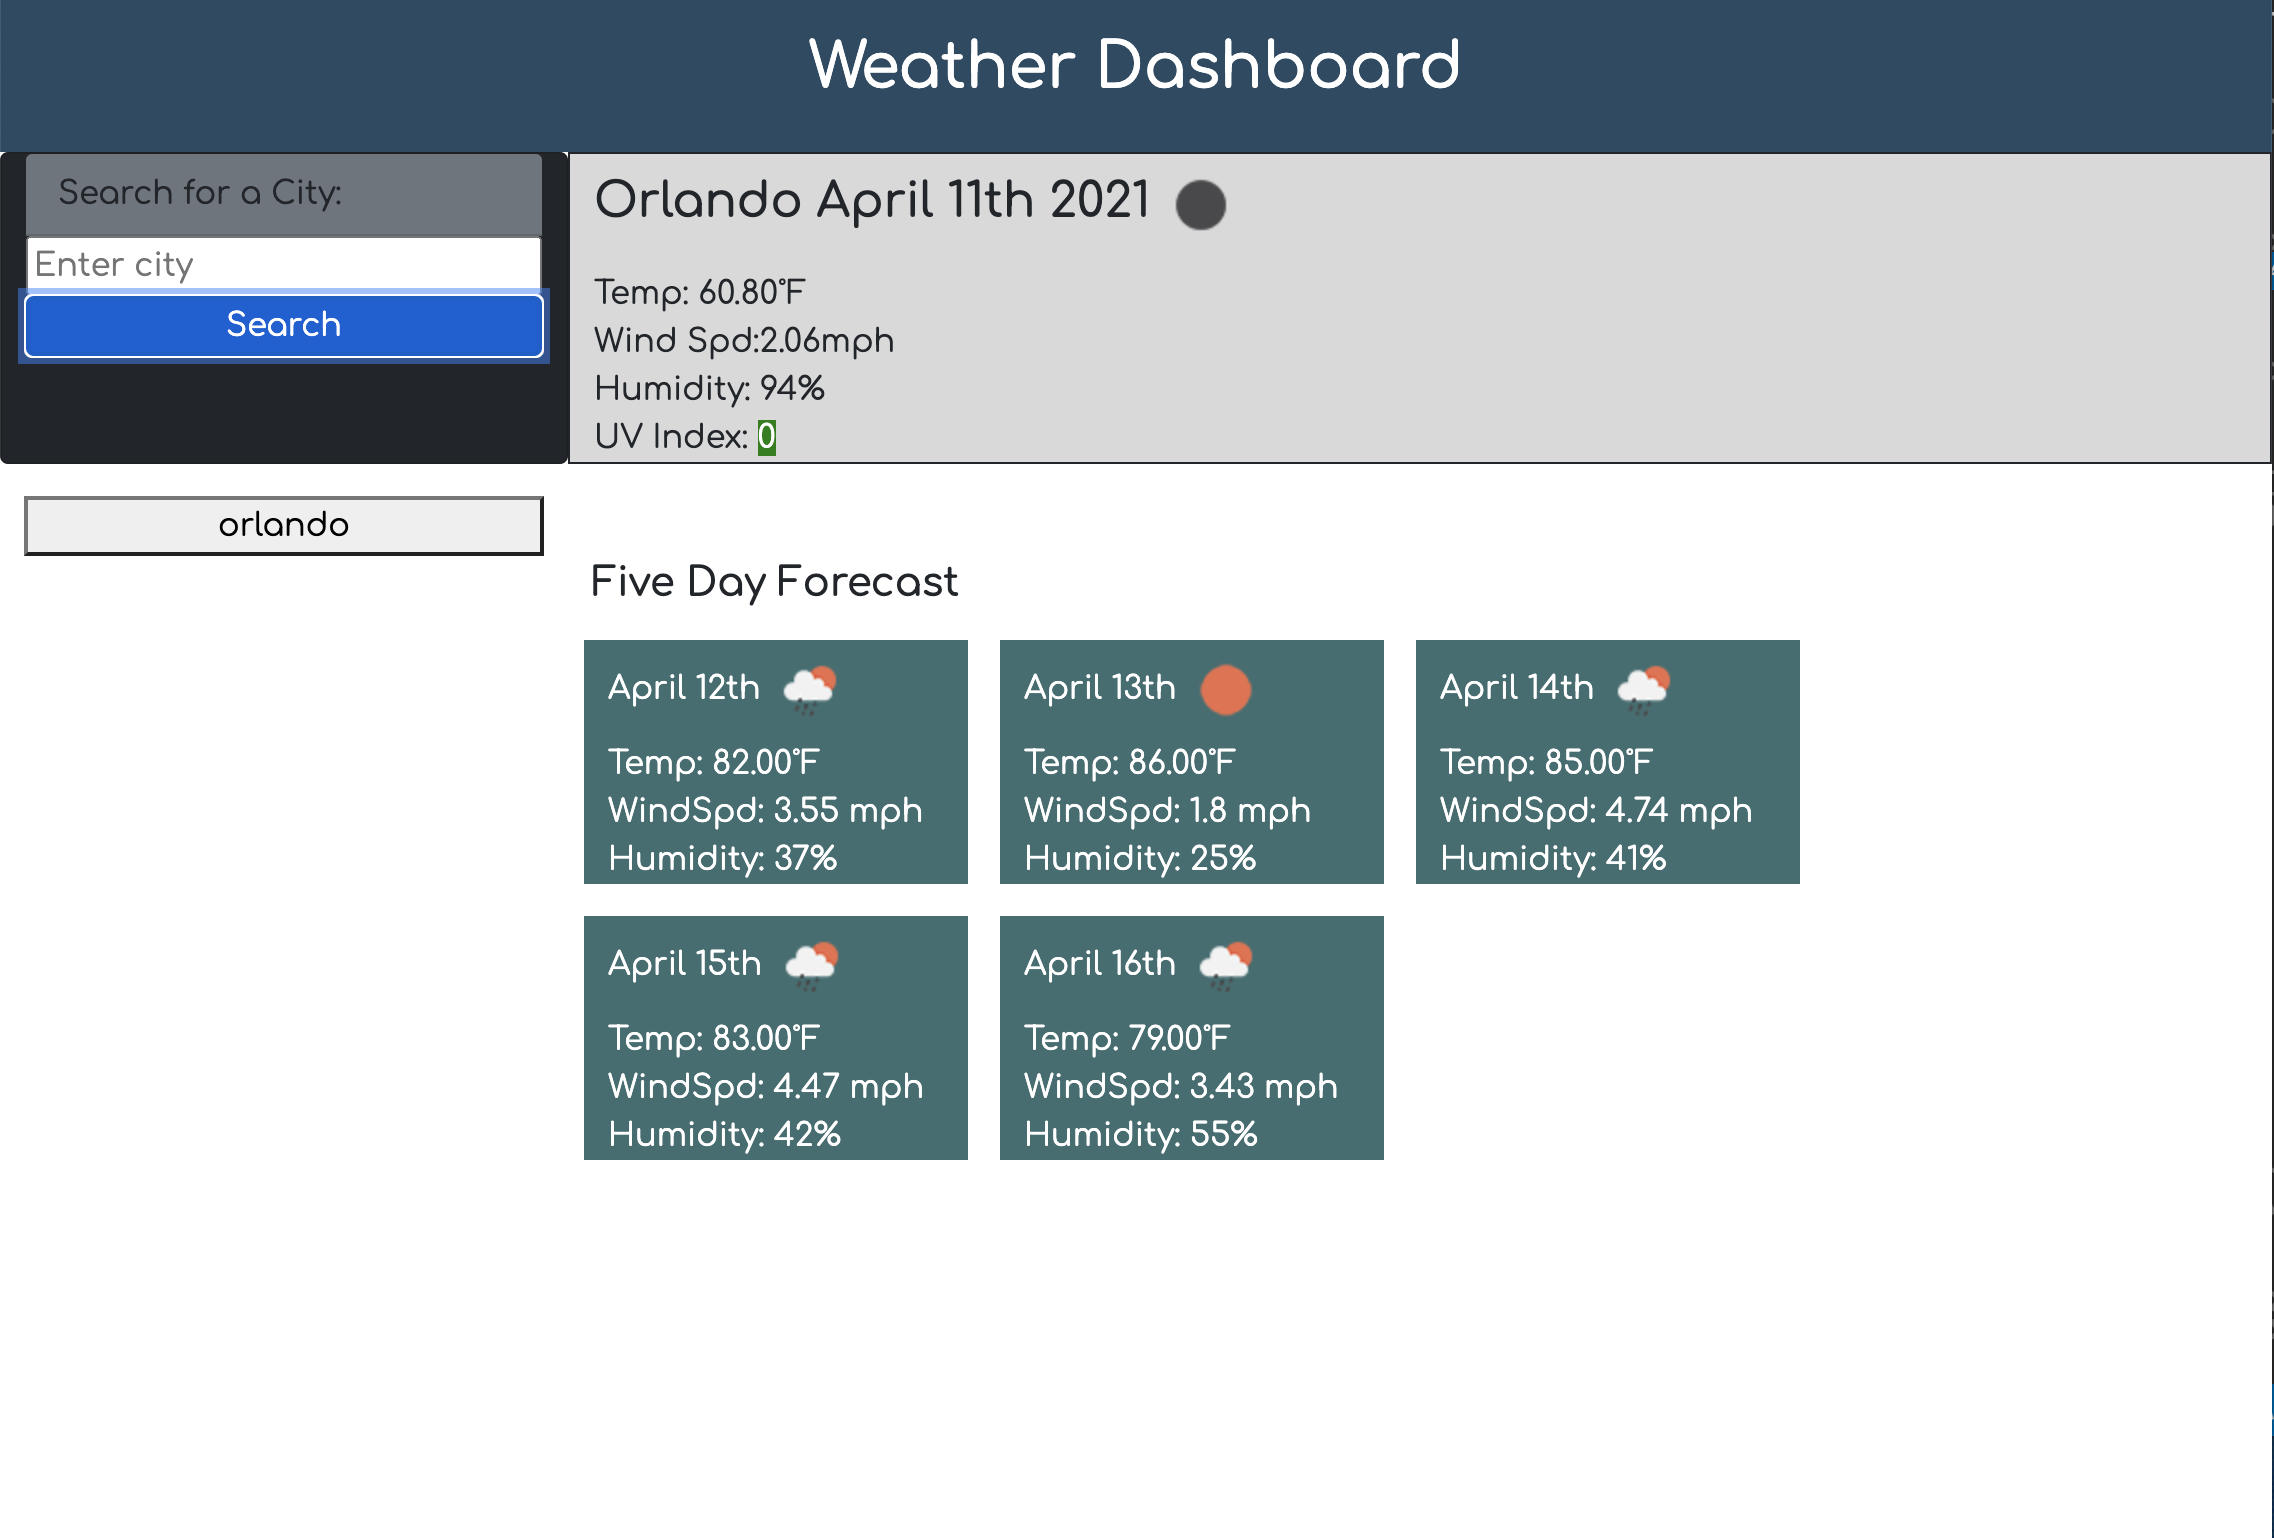 Weather Dashboard
Search for a City:
Enter city
Search
orlando
Orlando April 11th 2021
Temp: 60.80°F
Wind Spd:2.06mph
Humidity: 94%
UV Index: 0
Five Day Forecast
April 12th
Temp: 82.00°F
WindSpd: 3.55 mph
Humidity: 37%
April 13th
Temp: 86.00°F
WindSpd: 1.8 mph
Humidity: 25%
April 14th
Temp: 85.00°F
WindSpd: 4.74 mph
Humidity: 41%
April 15th
Temp: 83.00°F
WindSpd: 4.47 mph
Humidity: 42%
April 16th
Temp: 79.00°F
WindSpd: 3.43 mph
Humidity: 55%